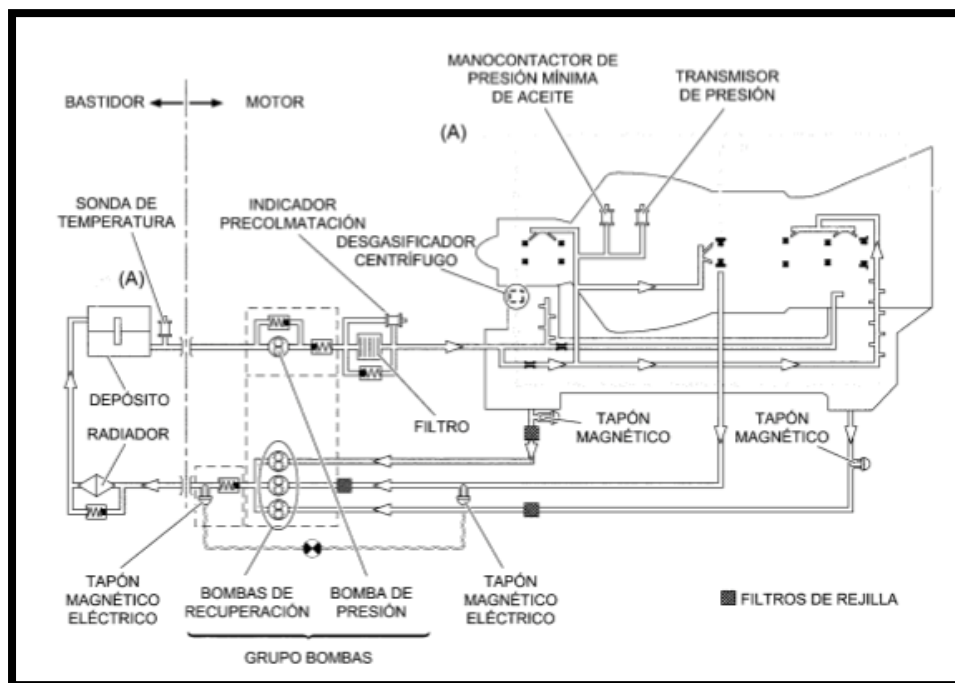 MANOCONTACTOR DE
PRESIÓN MÍNIMA
DE ACEITE
TRANSMISOR
DE PRESIÓN
BASTIDOR
MOTOR
(A)
SONDA DE
TEMPERATURA
INDICADOR
PRECOLMATACIÓN
DESGASIFICADOR
CENTRÍFUGO
(A)
DEPÓSITO
RADIADOR
FILTRO
TAPÓN
MAGNÉTICO
TAPÓN
MAGNÉTICO
TAPÓN
MAGNÉTICO
ELÉCTRICO
BOMBAS DE
RECUPERACIÓN
BOMBA DE
PRESIÓN
TAPÓN
MAGNÉTICO
ELÉCTRICO
FILTROS DE REJILLA
GRUPO BOMBAS